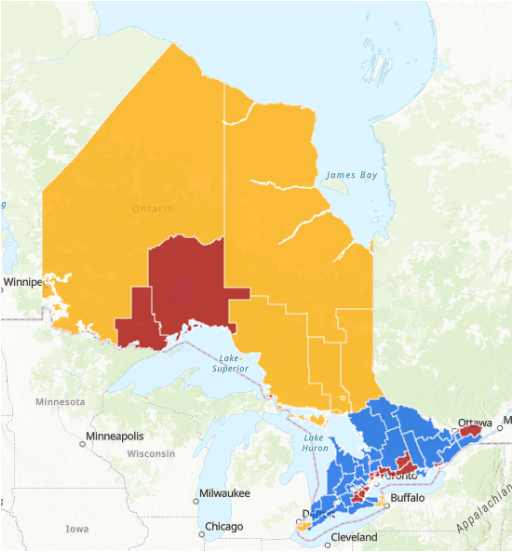 James Bay
Ontario
g
Winnipe
Lake
Superior
Minnesota
Minneapolis
Wisconsin
Lake
Huron
Ottawa
M
Toronto
Milwaukee
Buffalo
De
Chicago
Iowa
Cleveland
Appalachian